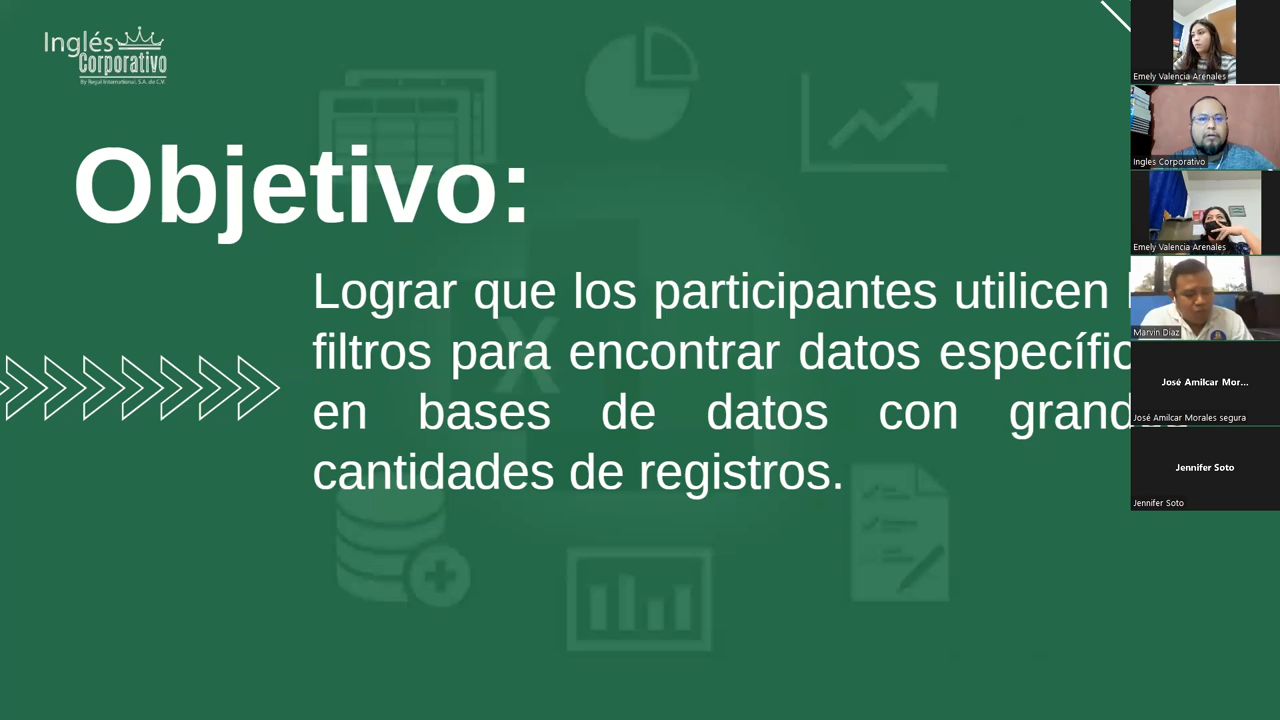 Inglés
Corporativo
By Regal International, S.A. de C.V.
Objetivo:
Lograr que los participantes utilicen
filtros para encontrar datos específic
en bases de datos con grand
cantidades de registros.
Emely Valencia Arenales
Ingles Corporativo
Emely Valencia Arenales
Marvin Diaz
José Amilcar Mor...
José Amilcar Morales segura
Jennifer Soto
Jennifer Soto